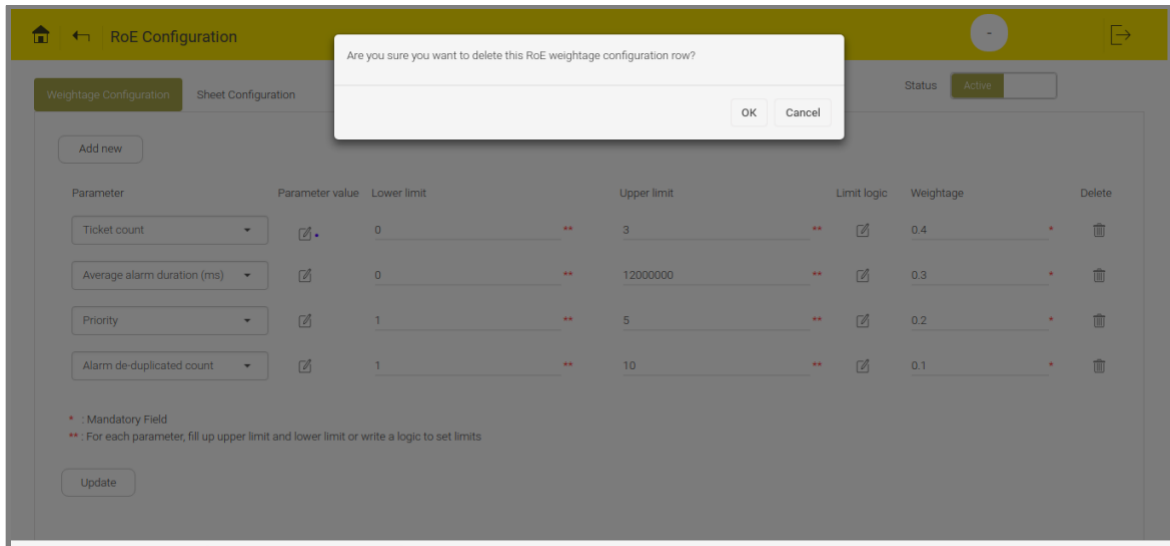 RoE Configuration
-
Are you sure you want to delete this RoE weightage configuration row?
OK Cancel
Weightage Configuration Sheet Configuration Status Active
Add new
Parameter Parameter value Lower limit Upper limit Limit logic Weightage Delete
Ticket count 0 ** 3 ** 0.4 *
Average alarm duration (ms) 0 ** 12000000 ** 0.3 *
Priority 1 ** 5 ** 0.2 *
Alarm de-duplicated count 1 ** 10 ** 0.1 *
* : Mandatory Field
** : For each parameter, fill up upper limit and lower limit or write a logic to set limits
Update